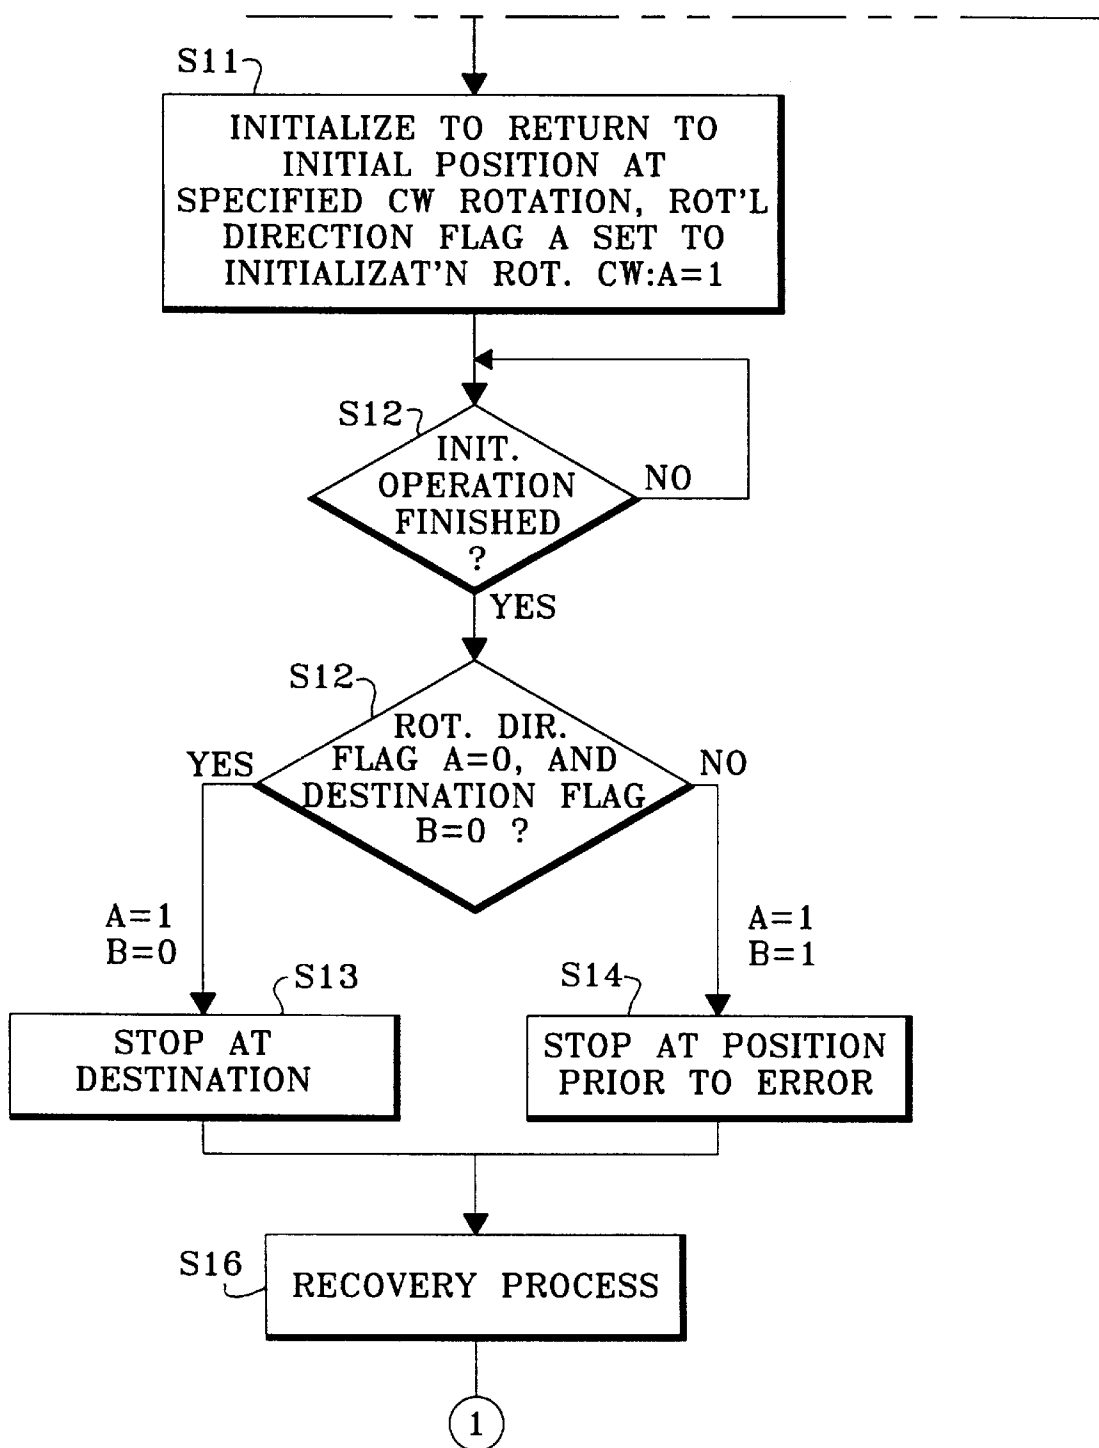 S11
INITIALIZE TO RETURN TO
INITIAL POSITION AT
SPECIFIED CW ROTATION, ROT'L
DIRECTION FLAG A SET TO
INITIALIZAT'N ROT. CW:A=1
S12
INIT.
OPERATION
FINISHED
?
NO
YES
S12
ROT. DIR.
FLAG A=0, AND
DESTINATION FLAG
B=0 ?
YES
NO
A=1
B=0
A=1
B=1
S13
STOP AT
DESTINATION
S14
STOP AT POSITION
PRIOR TO ERROR
S16
RECOVERY PROCESS
1